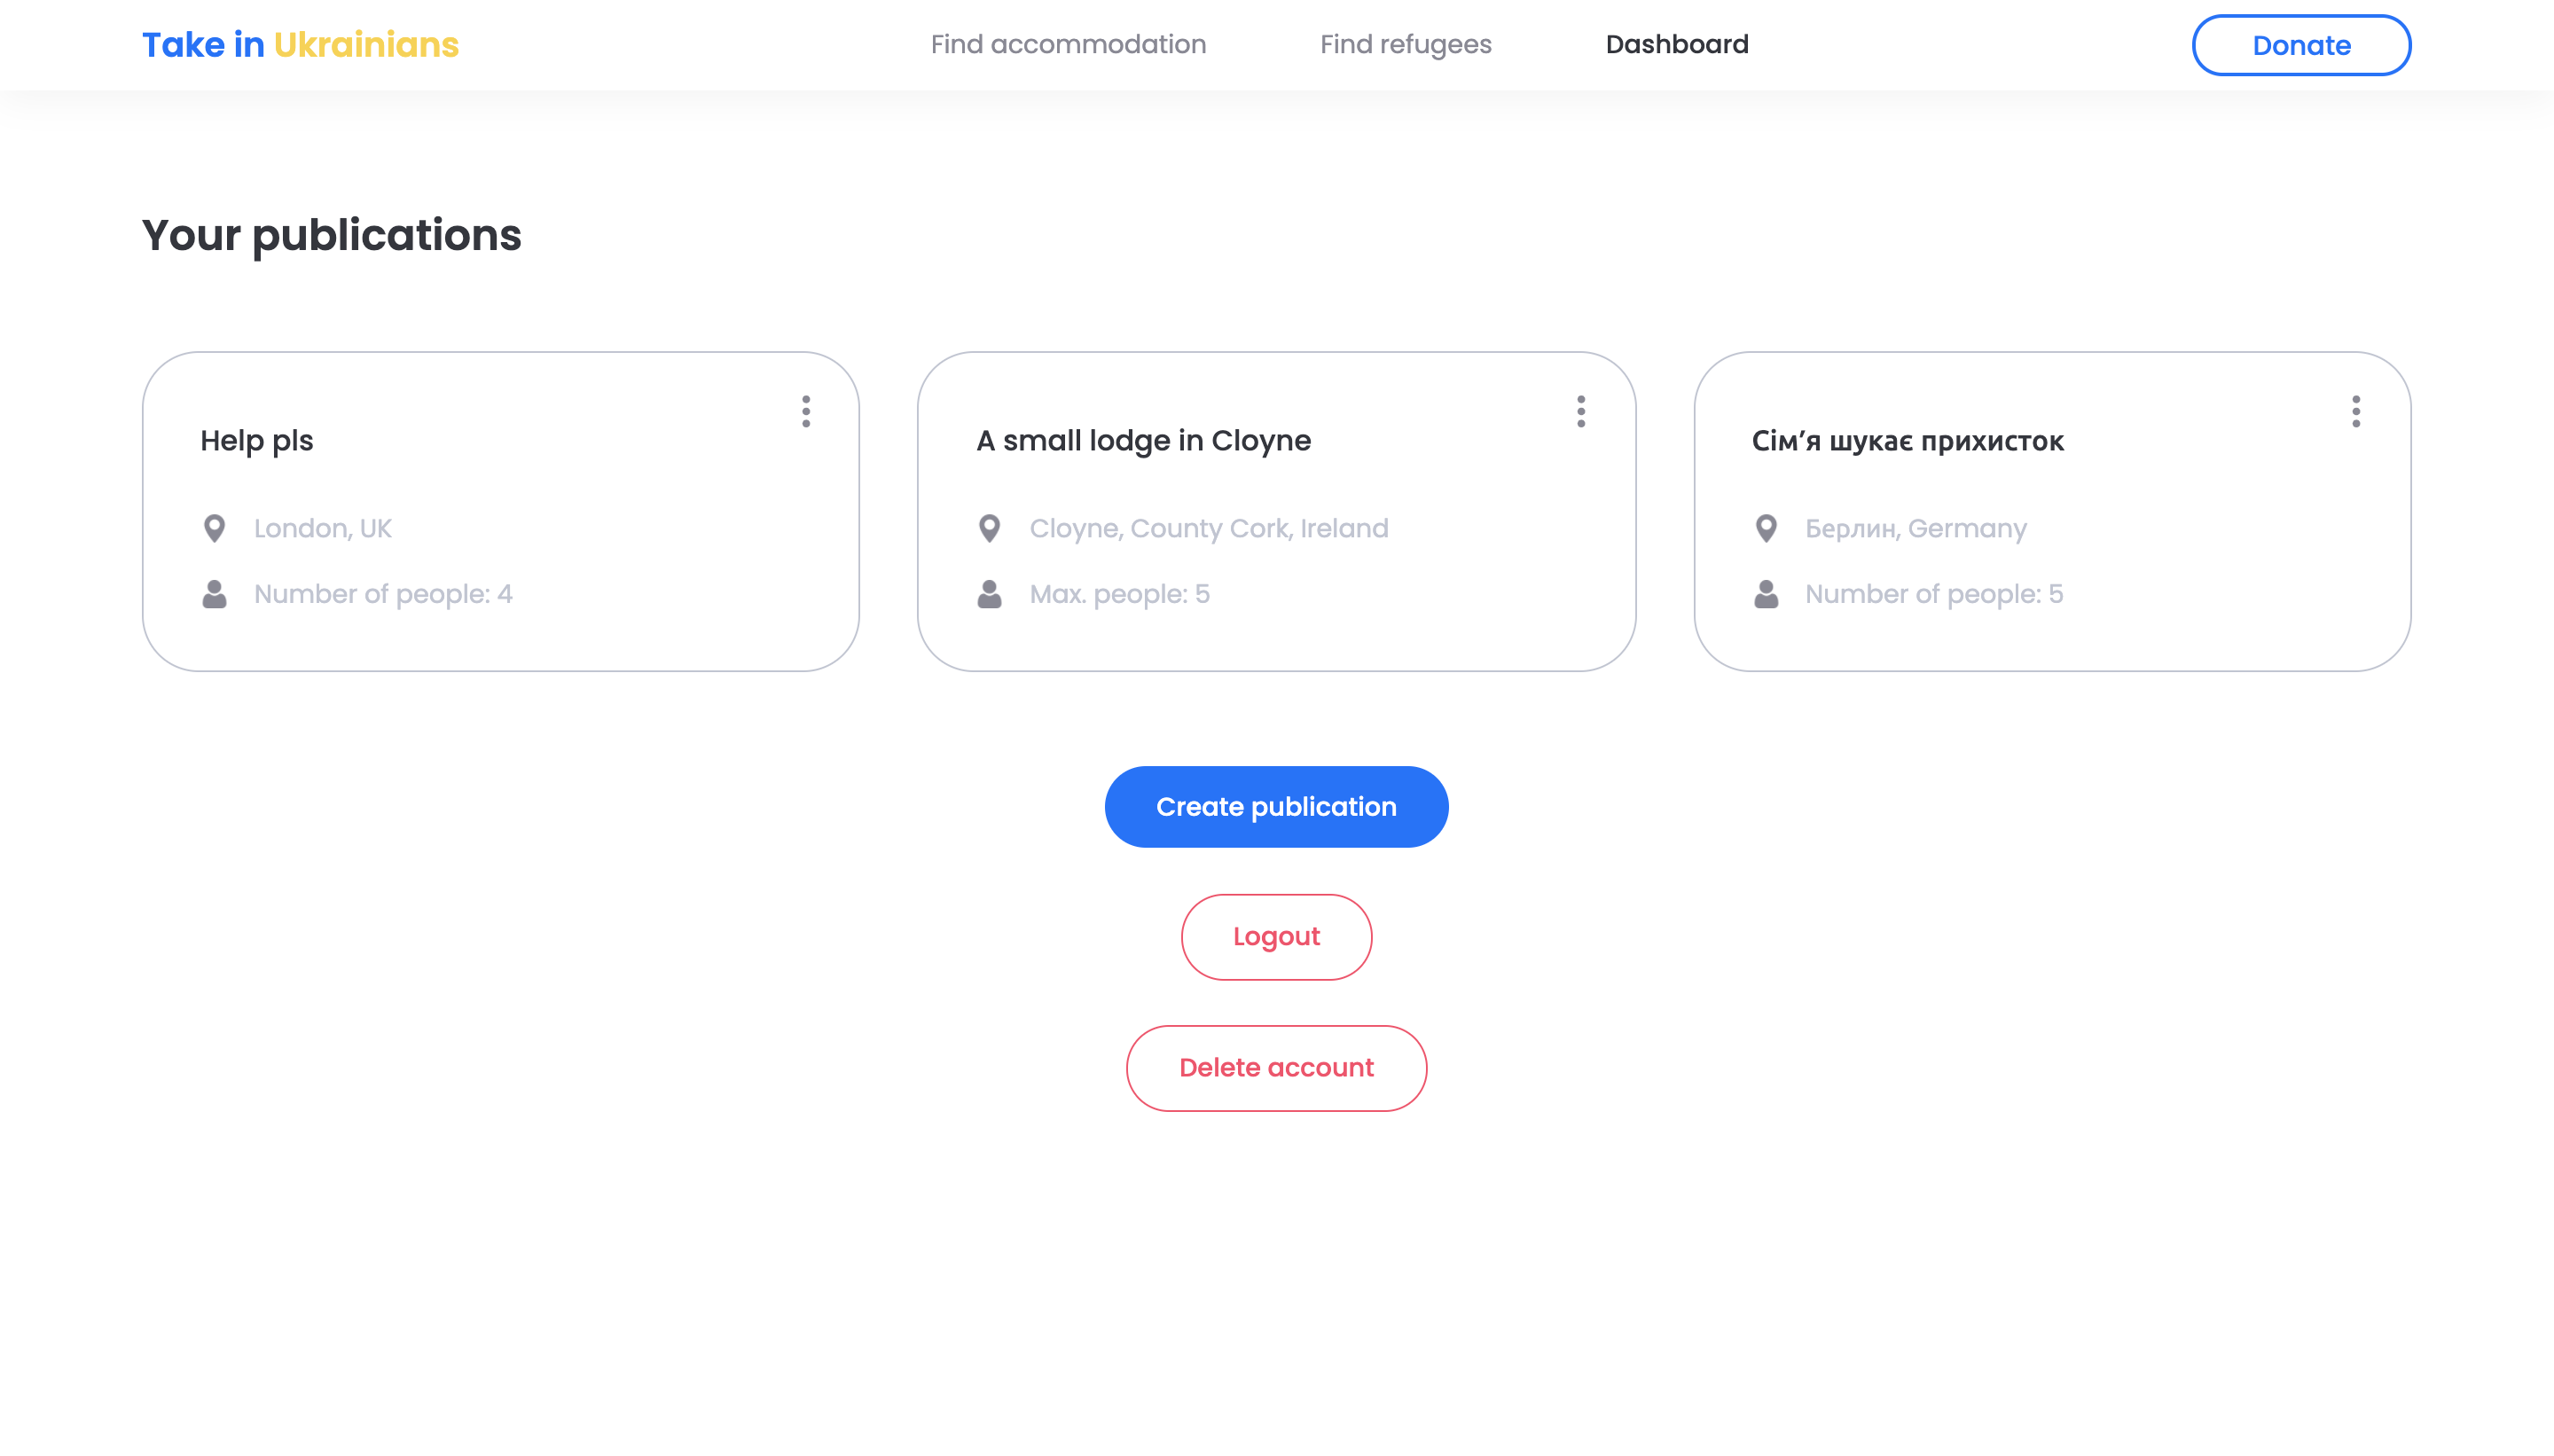 Take in Ukrainians
Find accommodation
Find refugees
Dashboard
Donate
Your publications
Help pls
London, UK
Number of people: 4
A small lodge in Cloyne
Cloyne, County Cork, Ireland
Max. people: 5
Сім’я шукає прихисток
Берлин, Germany
Number of people: 5
Create publication
Logout
Delete account